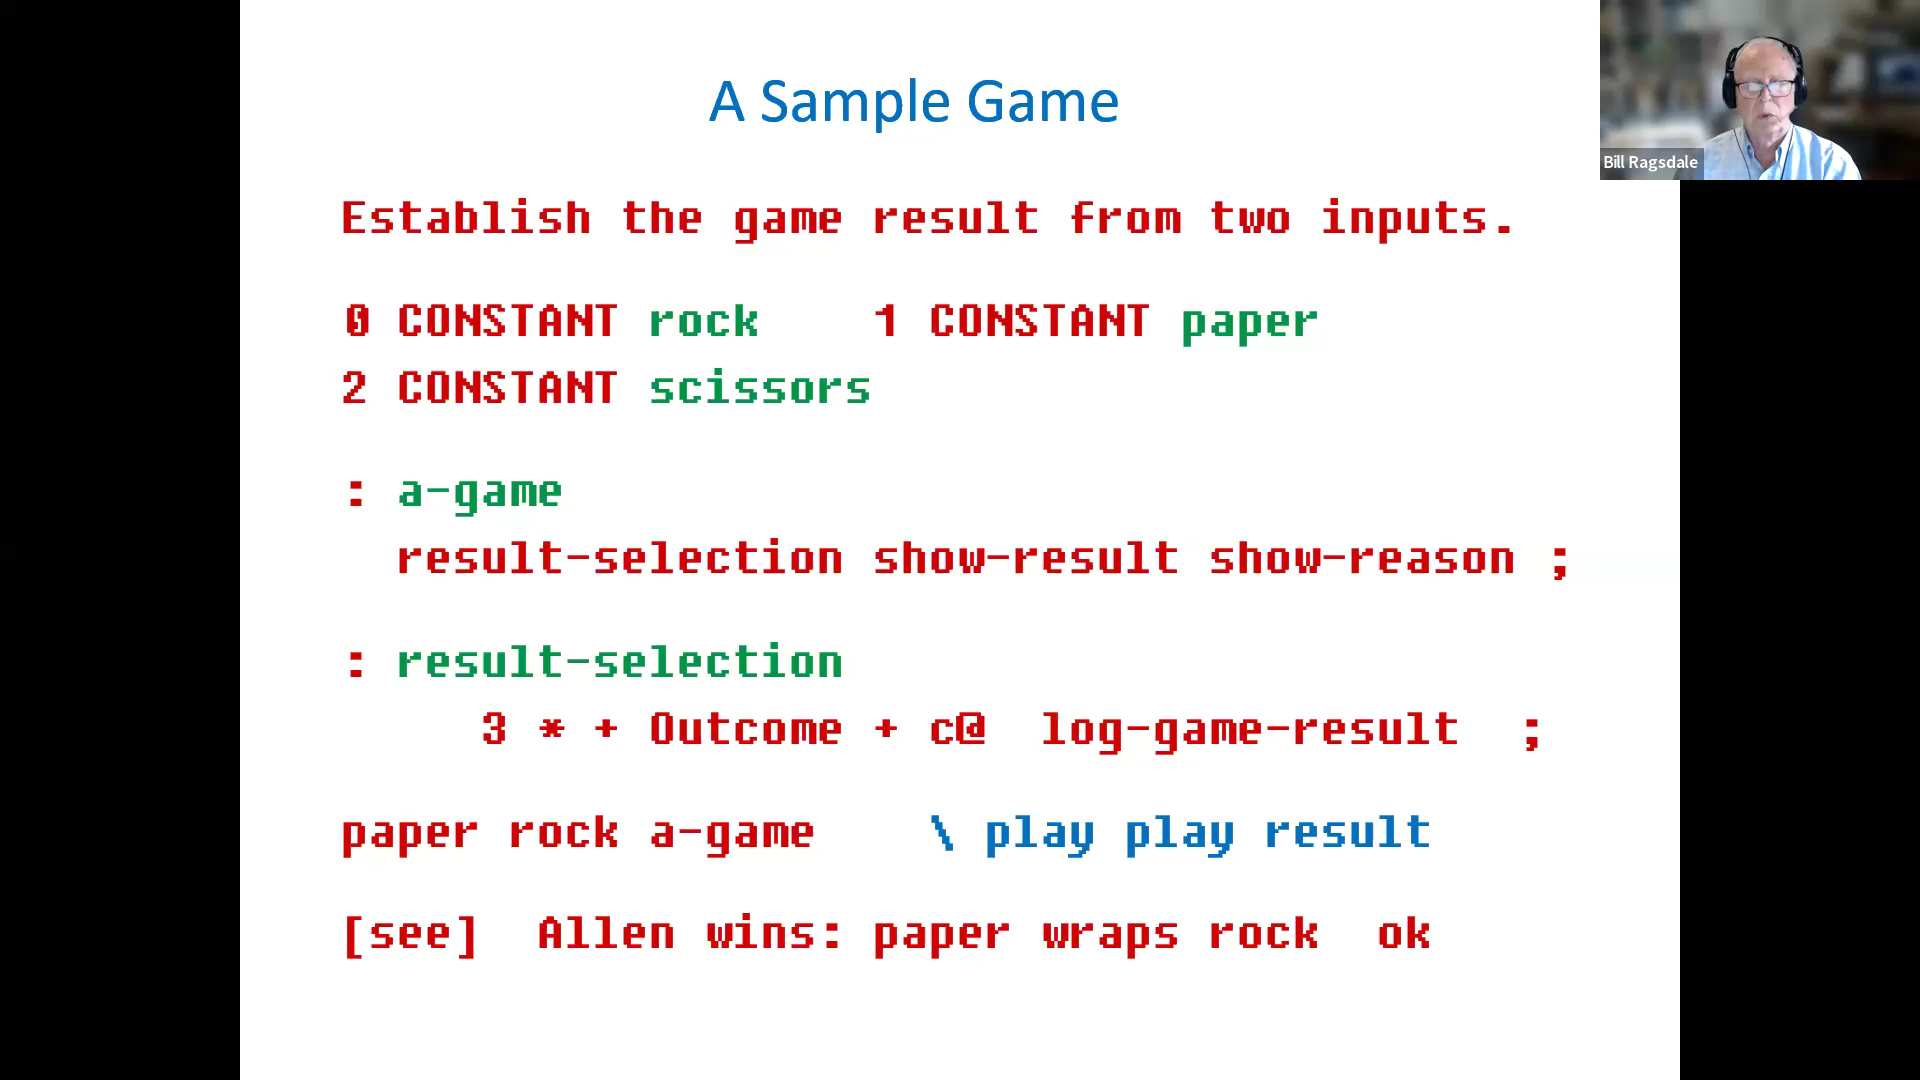 A Sample Game
Bill Ragsdale
Establish the game result from two inputs.
0 CONSTANT rock    1 CONSTANT paper
2 CONSTANT scissors
: a-game
result-selection show-result show-reason ;
: result-selection
3 * + Outcome + c@  log-game-result  ;
paper rock a-game    \ play play result
[see]  Allen wins: paper wraps rock  ok